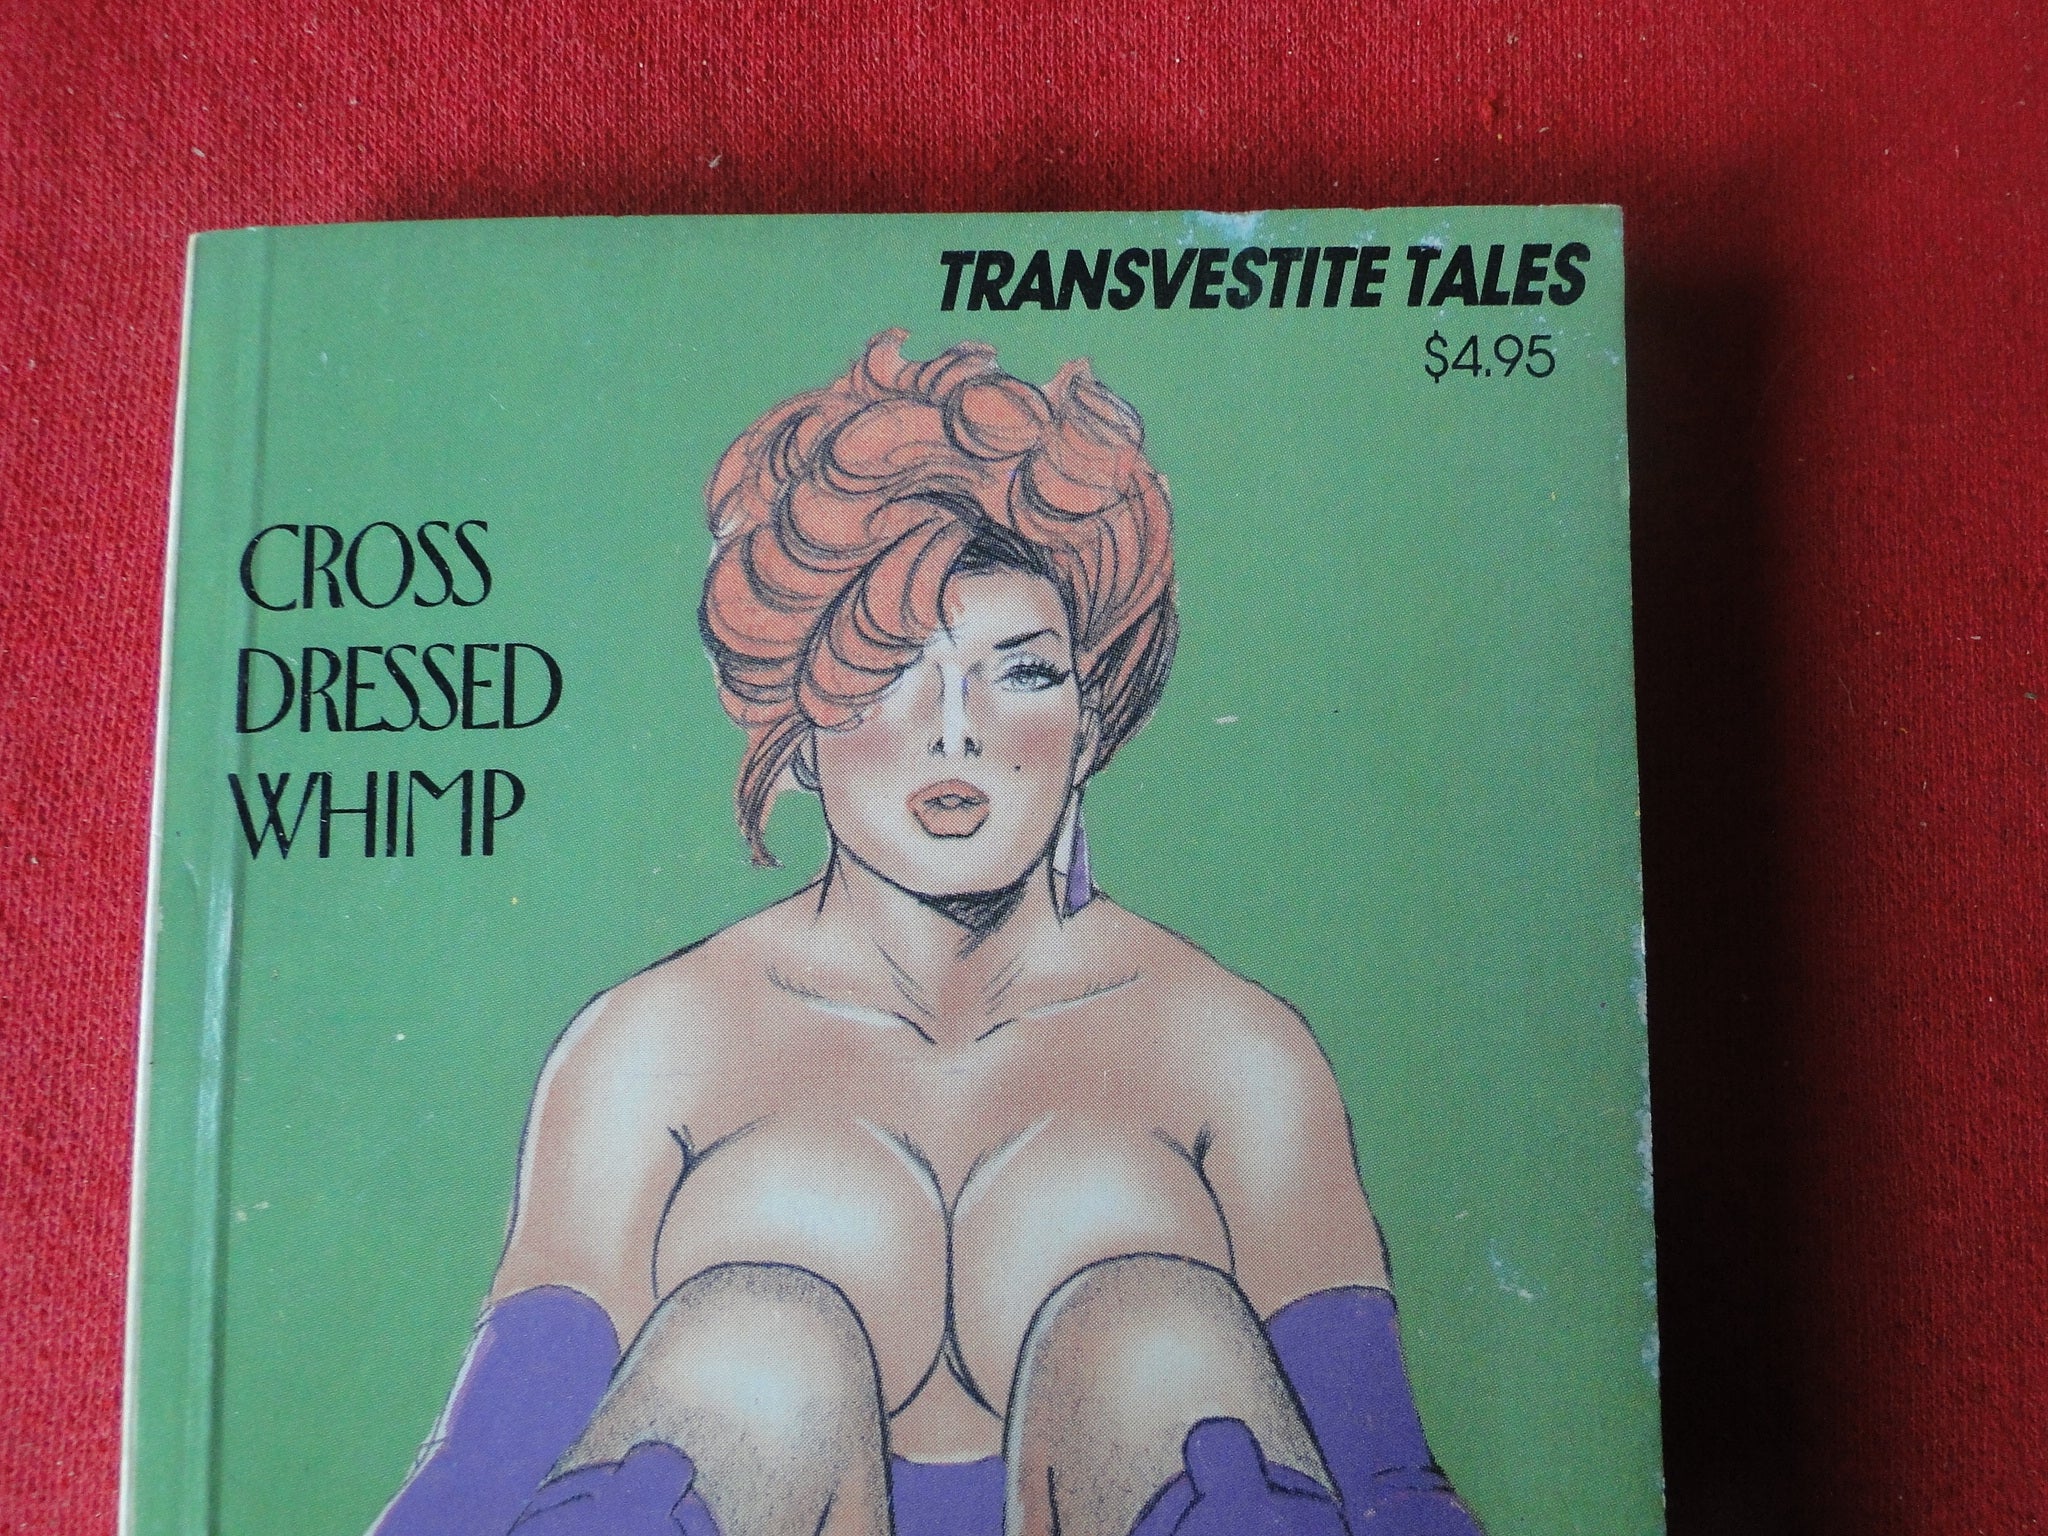 TRANSVESTITE TALES
$4.95
CROSS
DRESSED
WHIMP